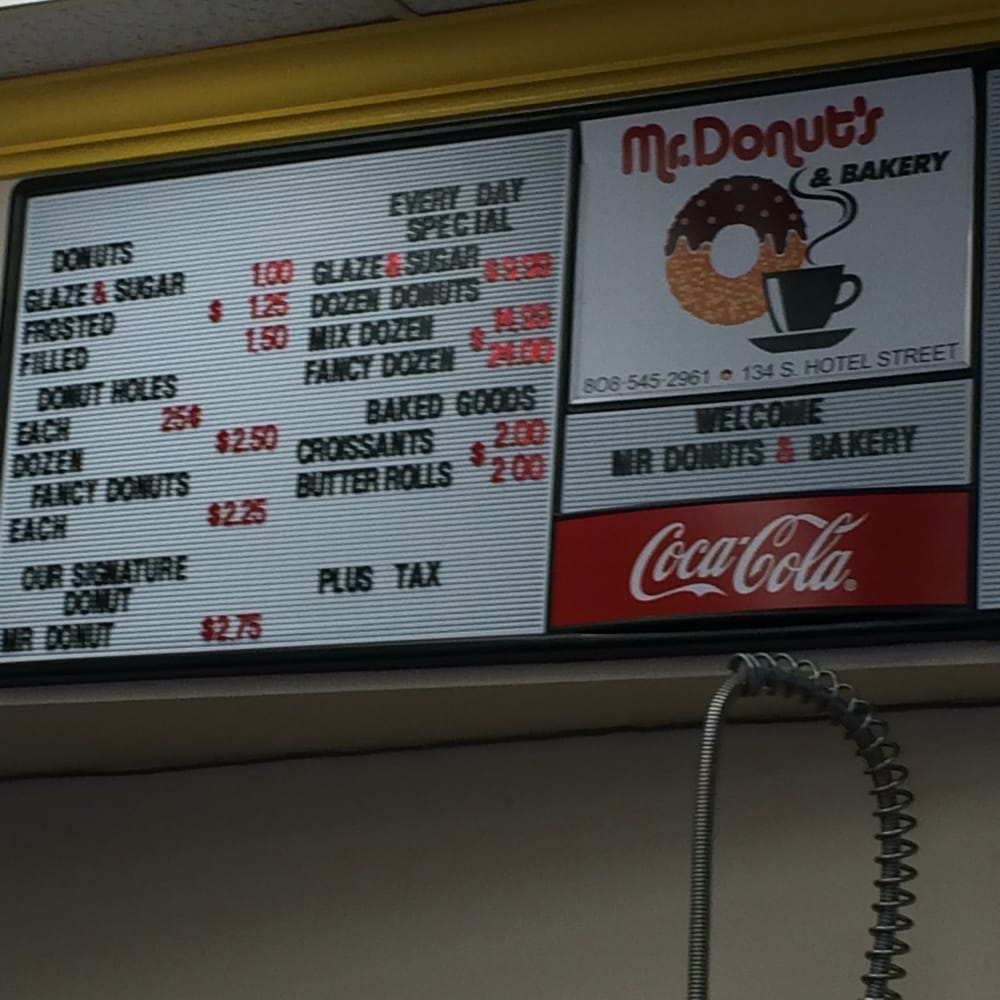 DONUTS
GLAZE & SUGAR 1.00
FROSTED $ 1.25
FILLED 1.50
DONUT HOLES
EACH 25¢
DOZEN $2.50
FANCY DONUTS
EACH $2.25
OUR SIGNATURE
DONUT
MR DONUT $2.75
EVERY DAY
SPECIAL
GLAZE & SUGAR
DOZEN DONUTS
MIX DOZEN $
FANCY DOZEN 24.00
BAKED GOODS
CROISSANTS $ 2.00
BUTTER ROLLS 2.00
PLUS TAX
Mr. Donut's
& BAKERY
808-545-2961 • 134 S. HOTEL STREET
WELCOME
MR DONUTS & BAKERY
Coca-Cola®